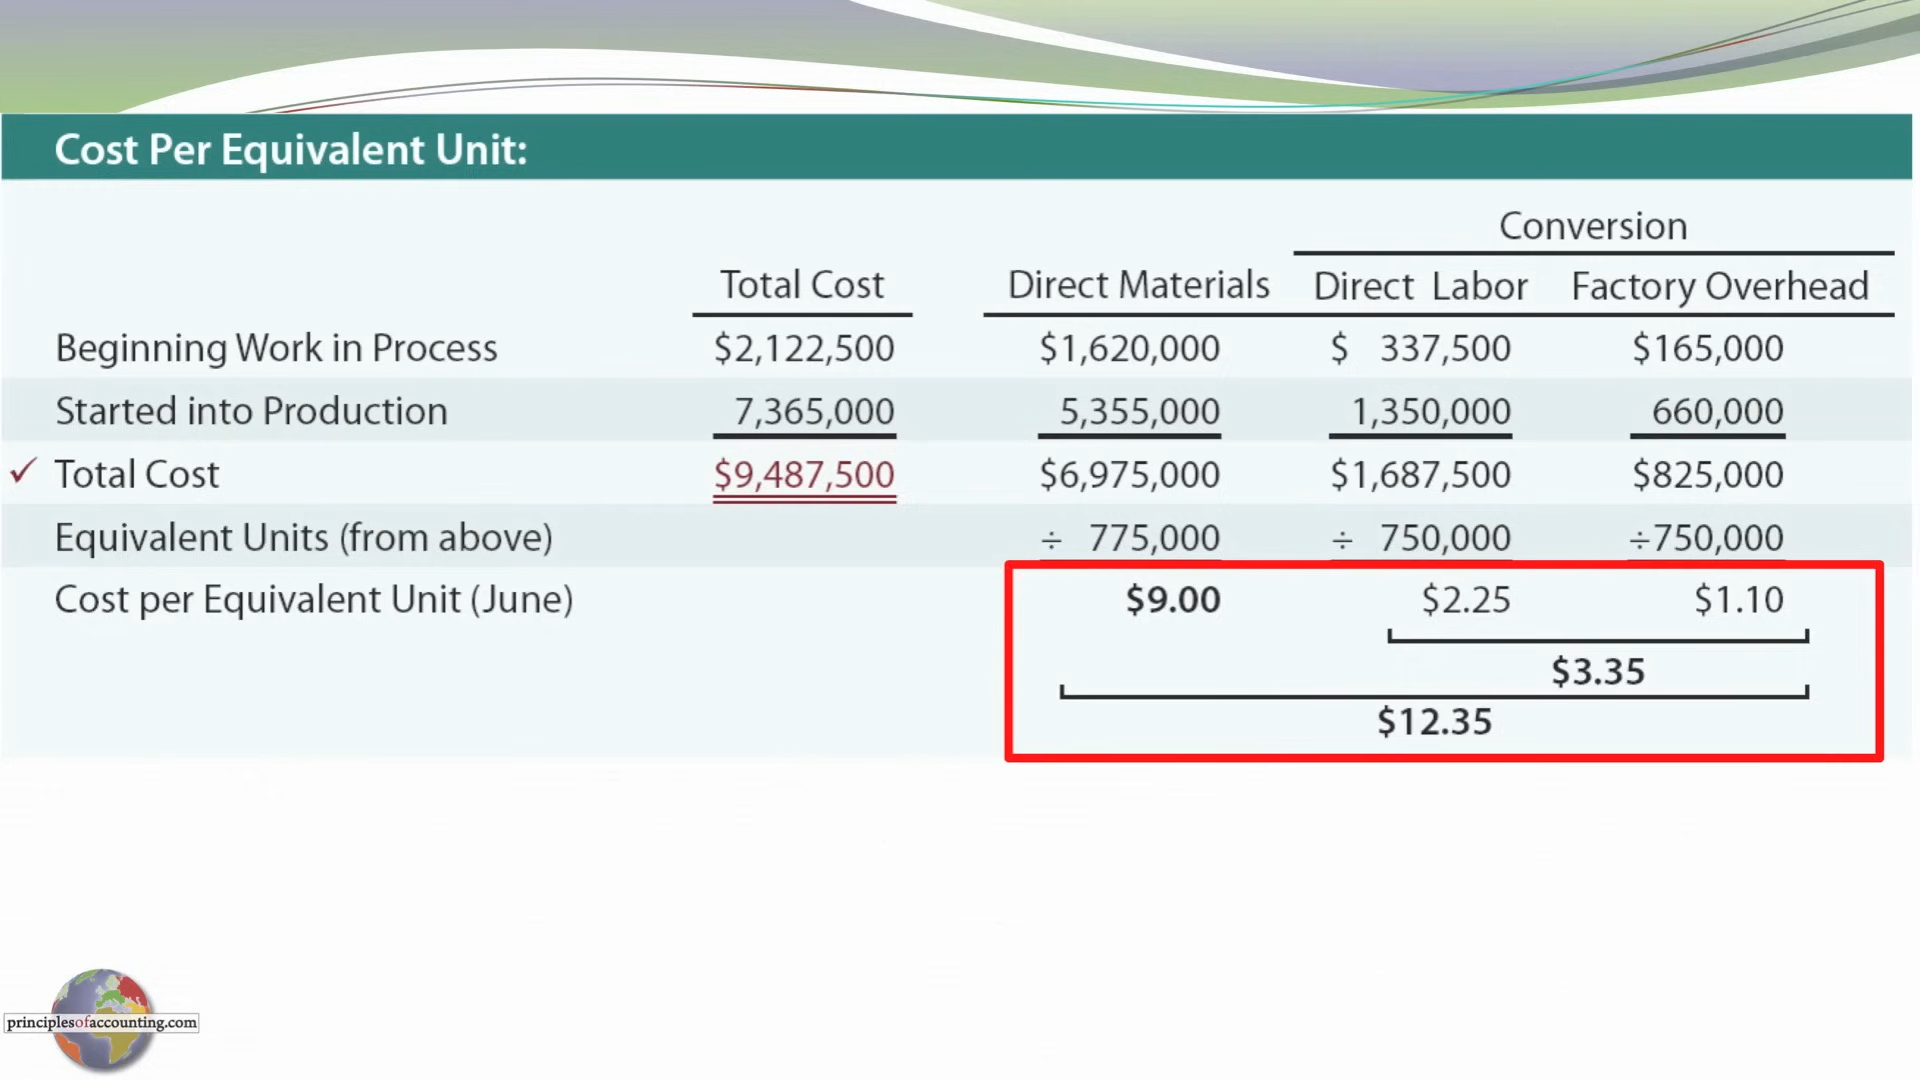 Cost Per Equivalent Unit:
Conversion
Total Cost Direct Materials Direct Labor Factory Overhead
Beginning Work in Process $2,122,500 $1,620,000 $ 337,500 $165,000
Started into Production 7,365,000 5,355,000 1,350,000 660,000
✓ Total Cost $9,487,500 $6,975,000 $1,687,500 $825,000
Equivalent Units (from above) ÷ 775,000 ÷ 750,000 ÷750,000
Cost per Equivalent Unit (June) $9.00 $2.25 $1.10
$3.35
$12.35
principlesofaccounting.com